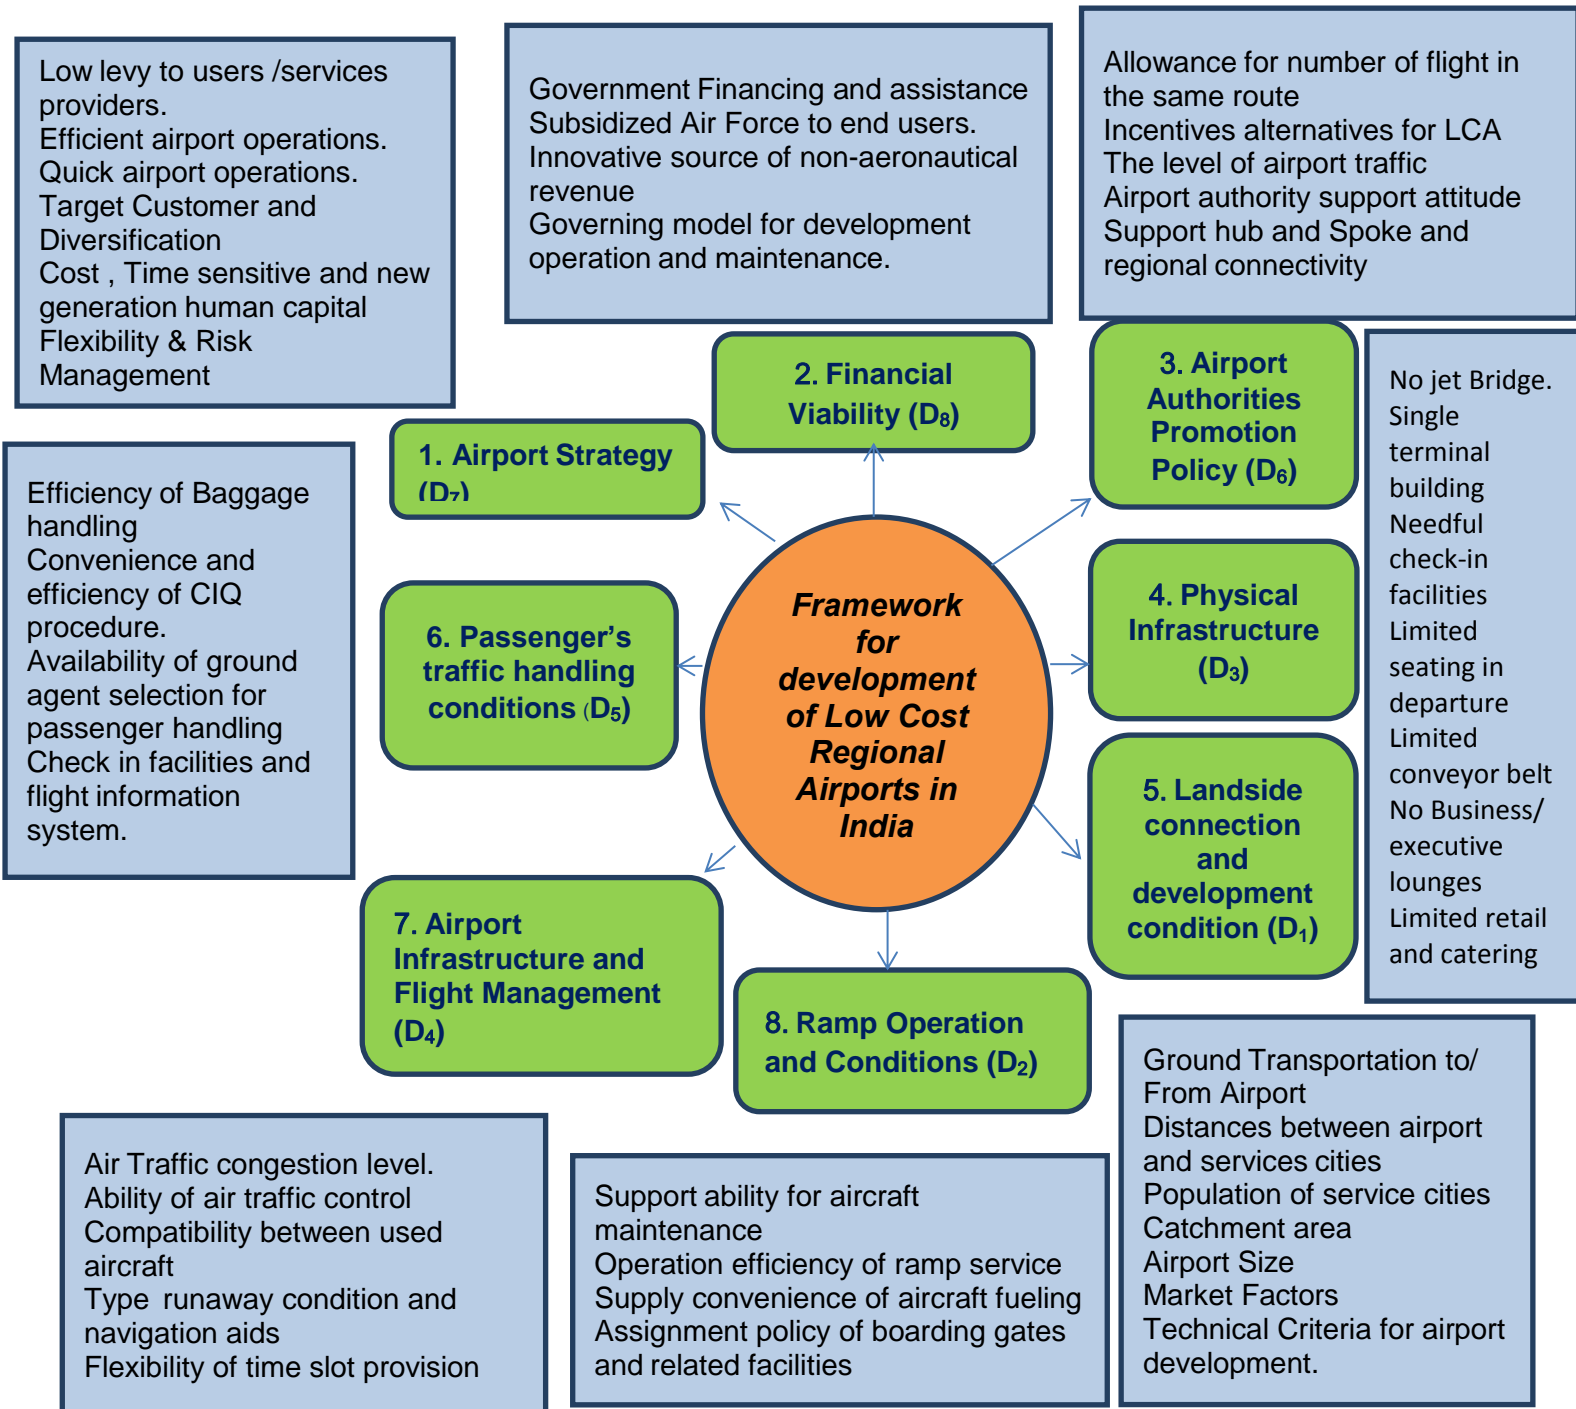 Low levy to users /services
providers.
Efficient airport operations.
Quick airport operations.
Target Customer and
Diversification
Cost , Time sensitive and new
generation human capital
Flexibility & Risk
Management
Government Financing and assistance
Subsidized Air Force to end users.
Innovative source of non-aeronautical
revenue
Governing model for development
operation and maintenance.
Allowance for number of flight in
the same route
Incentives alternatives for LCA
The level of airport traffic
Airport authority support attitude
Support hub and Spoke and
regional connectivity
1. Airport Strategy
(D₇)
2. Financial
Viability (D₈)
3. Airport
Authorities
Promotion
Policy (D₆)
No jet Bridge.
Single
terminal
building
Needful
check-in
facilities
Limited
seating in
departure
Limited
conveyor belt
No Business/
executive
lounges
Limited retail
and catering
Efficiency of Baggage
handling
Convenience and
efficiency of CIQ
procedure.
Availability of ground
agent selection for
passenger handling
Check in facilities and
flight information
system.
6. Passenger’s
traffic handling
conditions (D₅)
Framework
for
development
of Low Cost
Regional
Airports in
India
4. Physical
Infrastructure
(D₃)
5. Landside
connection
and
development
condition (D₁)
7. Airport
Infrastructure and
Flight Management
(D₄)
8. Ramp Operation
and Conditions (D₂)
Air Traffic congestion level.
Ability of air traffic control
Compatibility between used
aircraft
Type runaway condition and
navigation aids
Flexibility of time slot provision
Support ability for aircraft
maintenance
Operation efficiency of ramp service
Supply convenience of aircraft fueling
Assignment policy of boarding gates
and related facilities
Ground Transportation to/
From Airport
Distances between airport
and services cities
Population of service cities
Catchment area
Airport Size
Market Factors
Technical Criteria for airport
development.